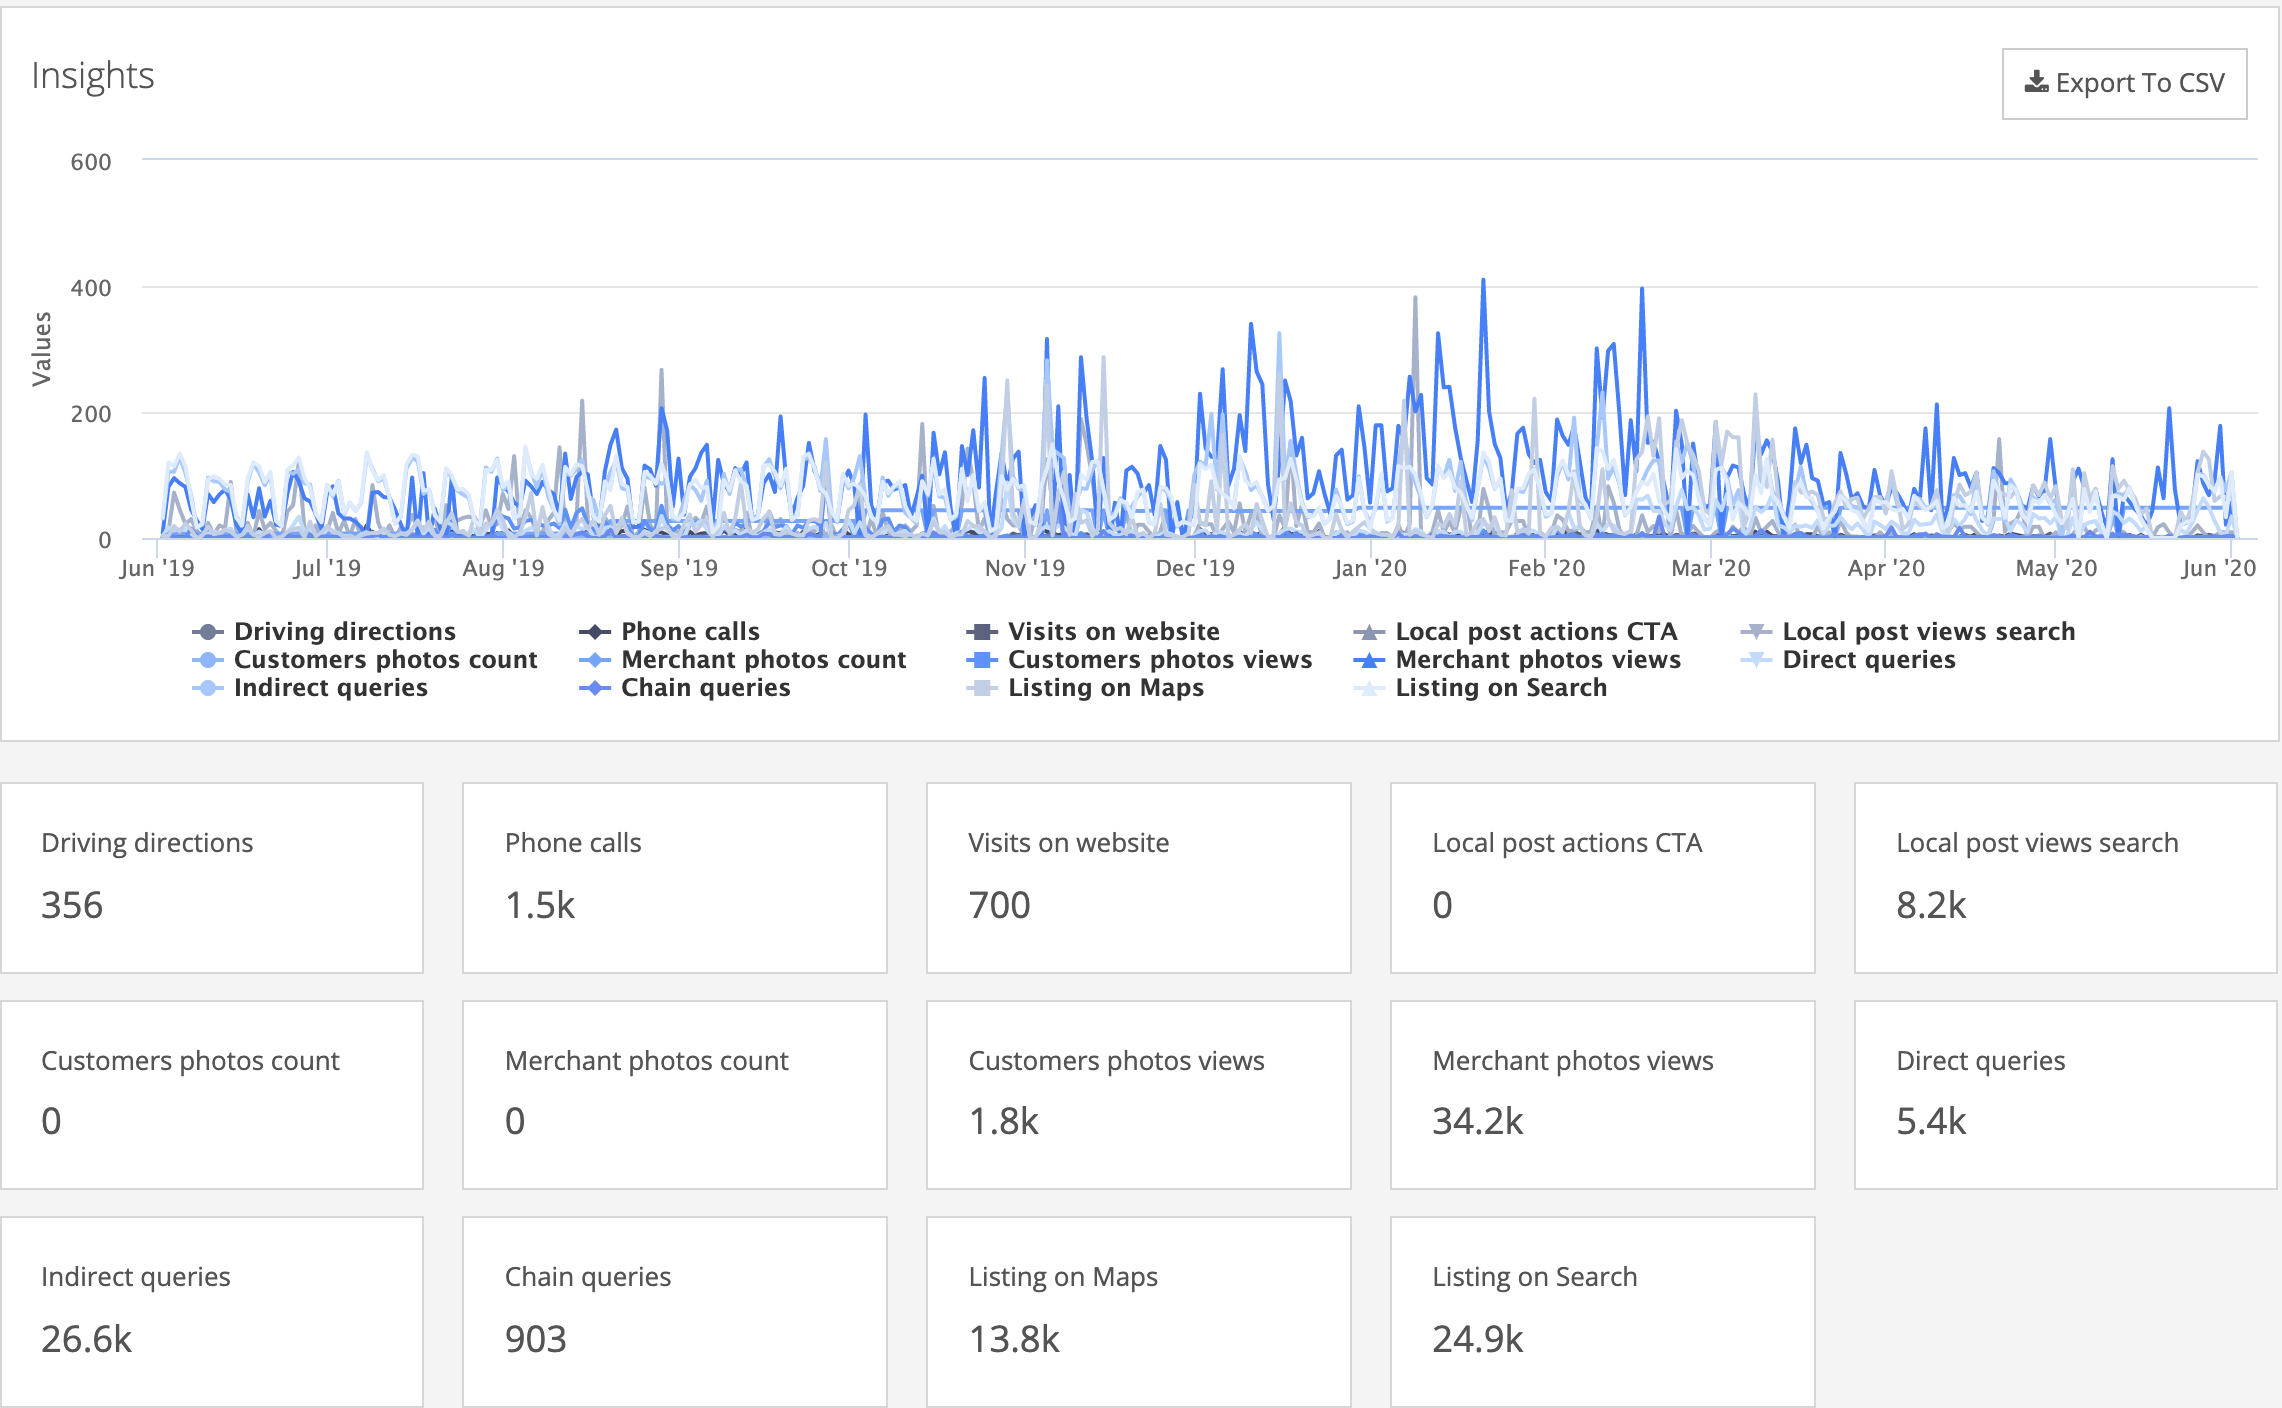 Insights
Export To CSV
600
400
200
0
Values
Jun '19 Jul '19 Aug '19 Sep '19 Oct '19 Nov '19 Dec '19 Jan '20 Feb '20 Mar '20 Apr '20 May '20 Jun '20
Driving directions Phone calls Visits on website Local post actions CTA Local post views search
Customers photos count Merchant photos count Customers photos views Merchant photos views Direct queries
Indirect queries Chain queries Listing on Maps Listing on Search
Driving directions Phone calls Visits on website Local post actions CTA Local post views search
356 1.5k 700 0 8.2k
Customers photos count Merchant photos count Customers photos views Merchant photos views Direct queries
0 0 1.8k 34.2k 5.4k
Indirect queries Chain queries Listing on Maps Listing on Search
26.6k 903 13.8k 24.9k